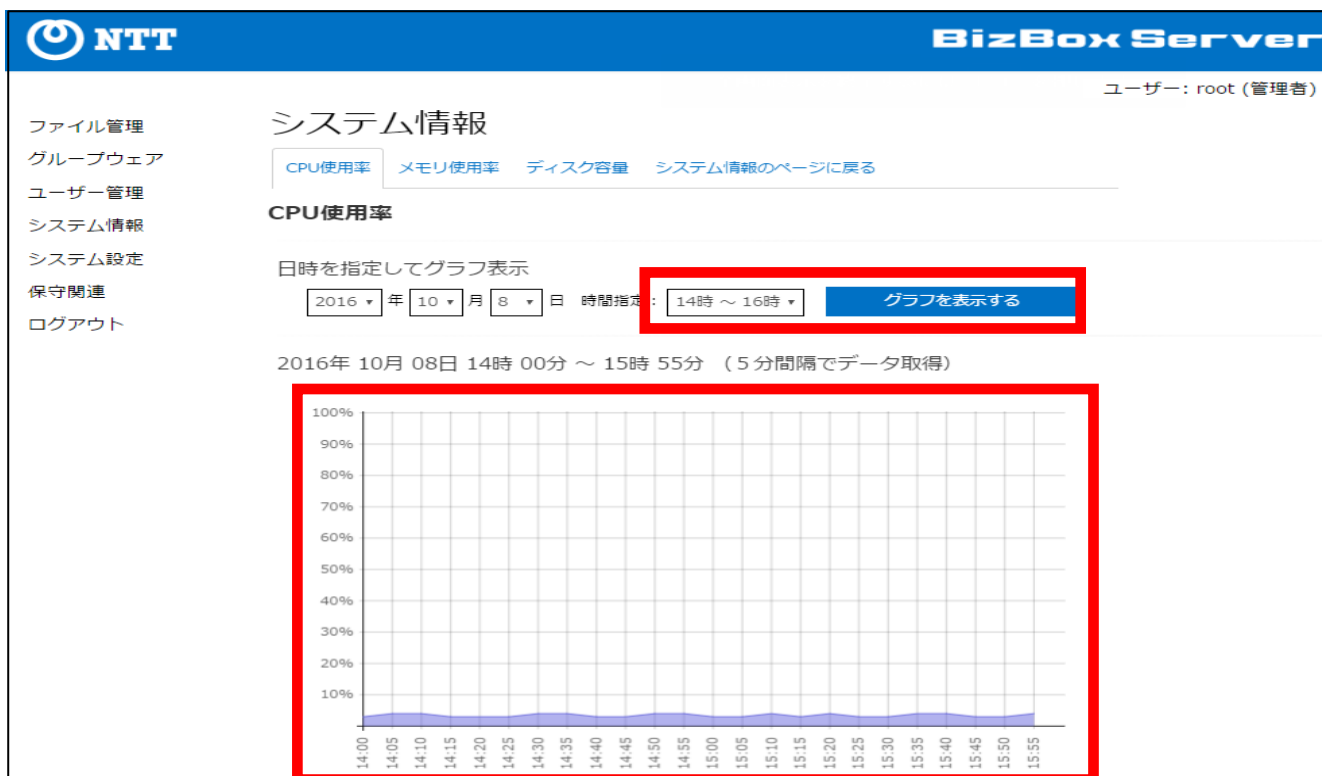 NTT
BizBox Server
ユーザー: root (管理者)
ファイル管理
グループウェア
ユーザー管理
システム情報
システム設定
保守関連
ログアウト
システム情報
CPU使用率 メモリ使用率 ディスク容量 システム情報のページに戻る
CPU使用率
日時を指定してグラフ表示
2016 年 10 月 8 日 時間指定: 14時 ～ 16時 グラフを表示する
2016年 10月 08日 14時 00分 ～ 15時 55分 (５分間隔でデータ取得)
100%
90%
80%
70%
60%
50%
40%
30%
20%
10%
14:00 14:05 14:10 14:15 14:20 14:25 14:30 14:35 14:40 14:45 14:50 14:55 15:00 15:05 15:10 15:15 15:20 15:25 15:30 15:35 15:40 15:45 15:50 15:55